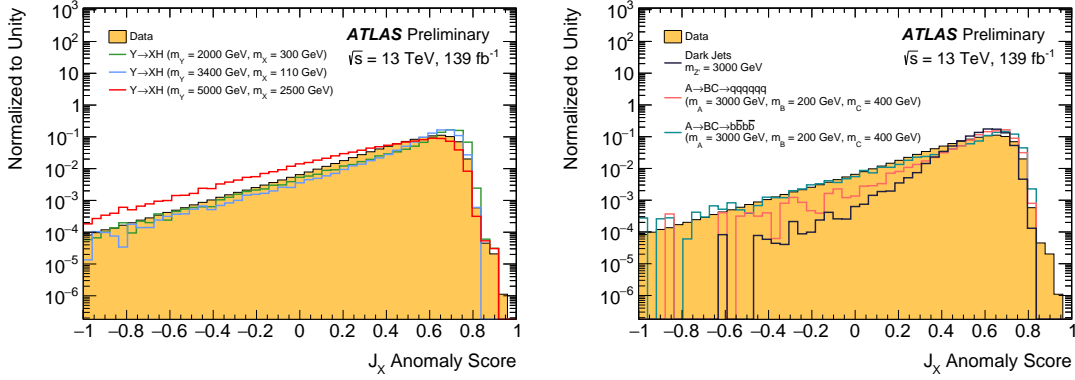 ATLAS Preliminary
√s = 13 TeV, 139 fb⁻¹
Data
Y→XH (m_Y = 2000 GeV, m_X = 300 GeV)
Y→XH (m_Y = 3400 GeV, m_X = 110 GeV)
Y→XH (m_Y = 5000 GeV, m_X = 2500 GeV)
Normalized to Unity
10³
10²
10
1
10⁻¹
10⁻²
10⁻³
10⁻⁴
10⁻⁵
10⁻⁶
−1 −0.8 −0.6 −0.4 −0.2 0 0.2 0.4 0.6 0.8 1
J_X Anomaly Score
ATLAS Preliminary
√s = 13 TeV, 139 fb⁻¹
Data
Dark Jets
m_Z' = 3000 GeV
A→BC→qqqqqq
(m_A = 3000 GeV, m_B = 200 GeV, m_C = 400 GeV)
A→BC→bb̄bb̄
(m_A = 3000 GeV, m_B = 200 GeV, m_C = 400 GeV)
Normalized to Unity
10³
10²
10
1
10⁻¹
10⁻²
10⁻³
10⁻⁴
10⁻⁵
10⁻⁶
−1 −0.8 −0.6 −0.4 −0.2 0 0.2 0.4 0.6 0.8 1
J_X Anomaly Score